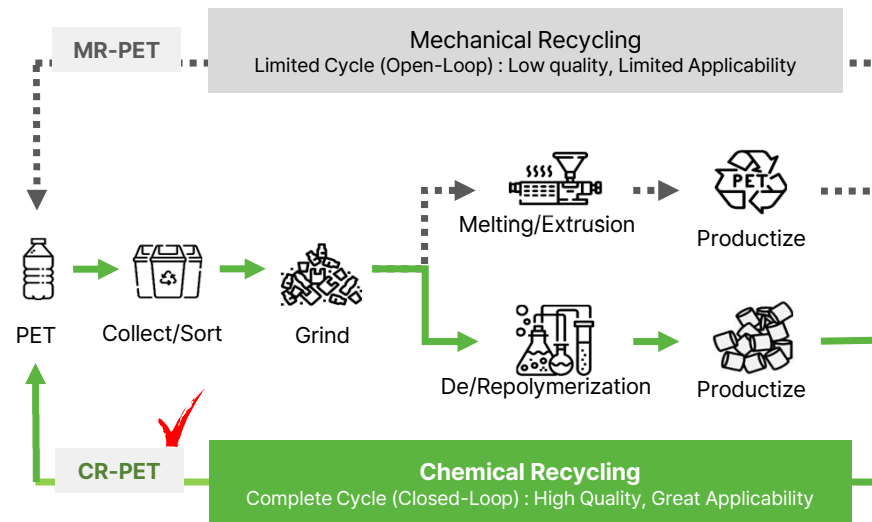 MR-PET
Mechanical Recycling
Limited Cycle (Open-Loop) : Low quality, Limited Applicability
PET
Melting/Extrusion
Productize
PET
Collect/Sort
Grind
De/Repolymerization
Productize
CR-PET
Chemical Recycling
Complete Cycle (Closed-Loop) : High Quality, Great Applicability